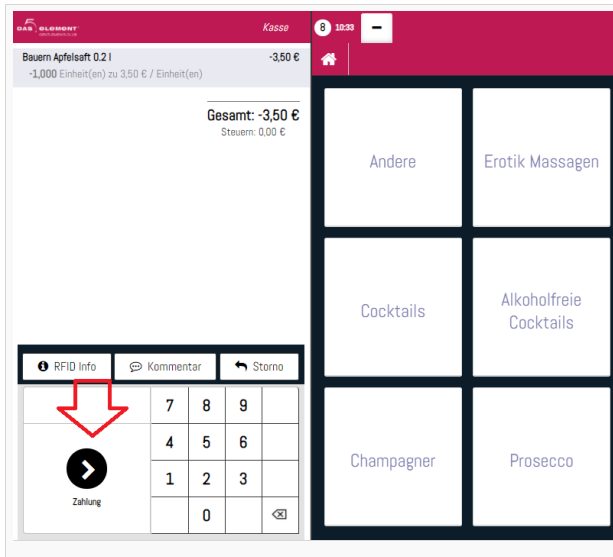 DAS ELEMENT
Kasse
8 10:33
Bauern Apfelsaft 0.2 l -3,50 €
-1,000 Einheit(en) zu 3,50 € / Einheit(en)
Gesamt: -3,50 €
Steuern: 0,00 €
Andere
Erotik Massagen
Cocktails
Alkoholfreie
Cocktails
RFID Info
Kommentar
Storno
7 8 9
4 5 6
1 2 3
0
Zahlung
Champagner
Prosecco